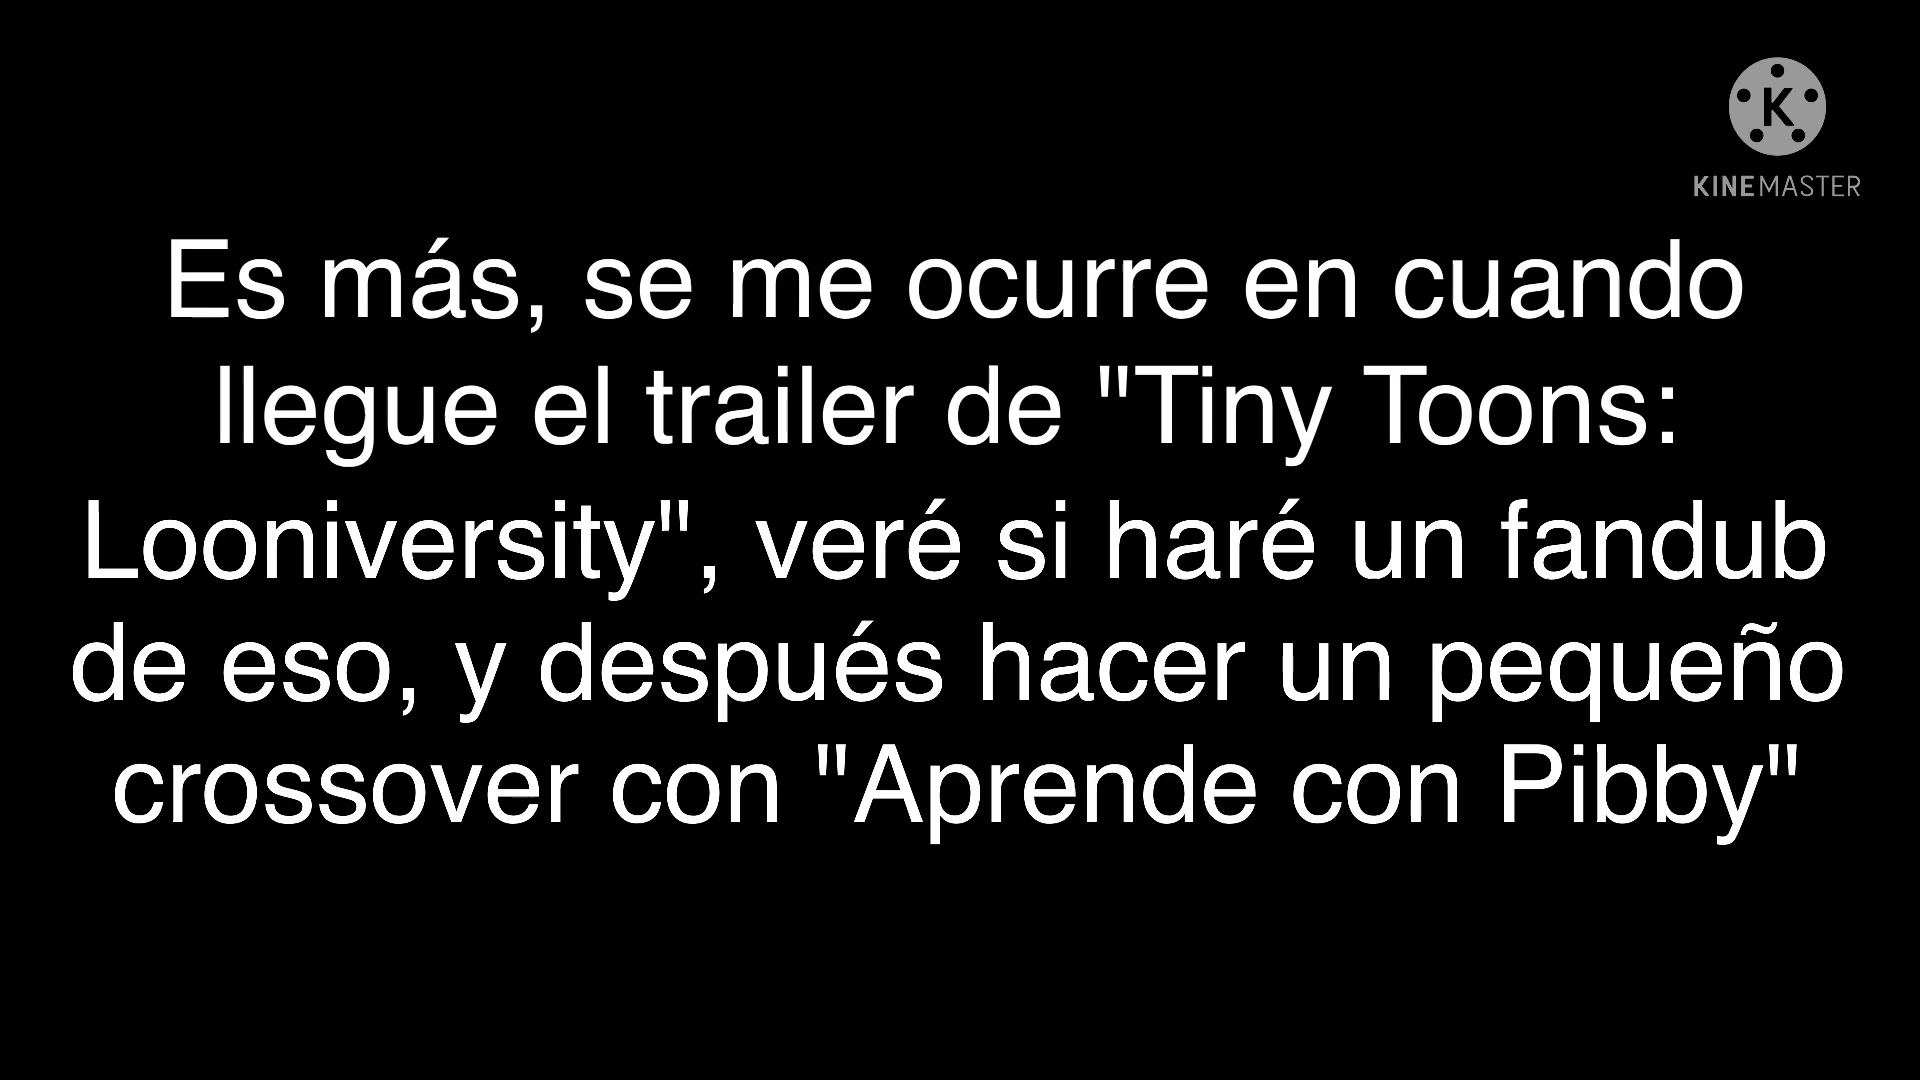 K
KINEMASTER
Es más, se me ocurre en cuando
llegue el trailer de "Tiny Toons:
Looniversity", veré si haré un fandub
de eso, y después hacer un pequeño
crossover con "Aprende con Pibby"